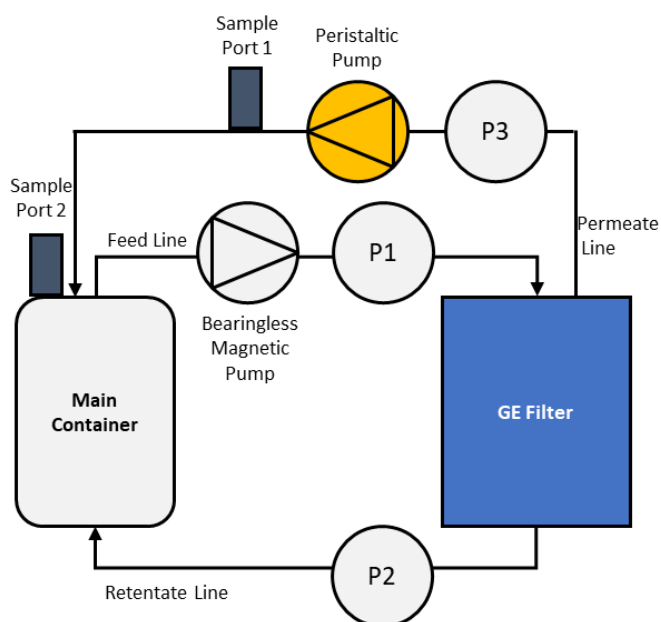 Sample
Port 1
Peristaltic
Pump
P3
Sample
Port 2
Feed Line
P1
Permeate
Line
Bearingless
Magnetic
Pump
Main
Container
GE Filter
P2
Retentate Line